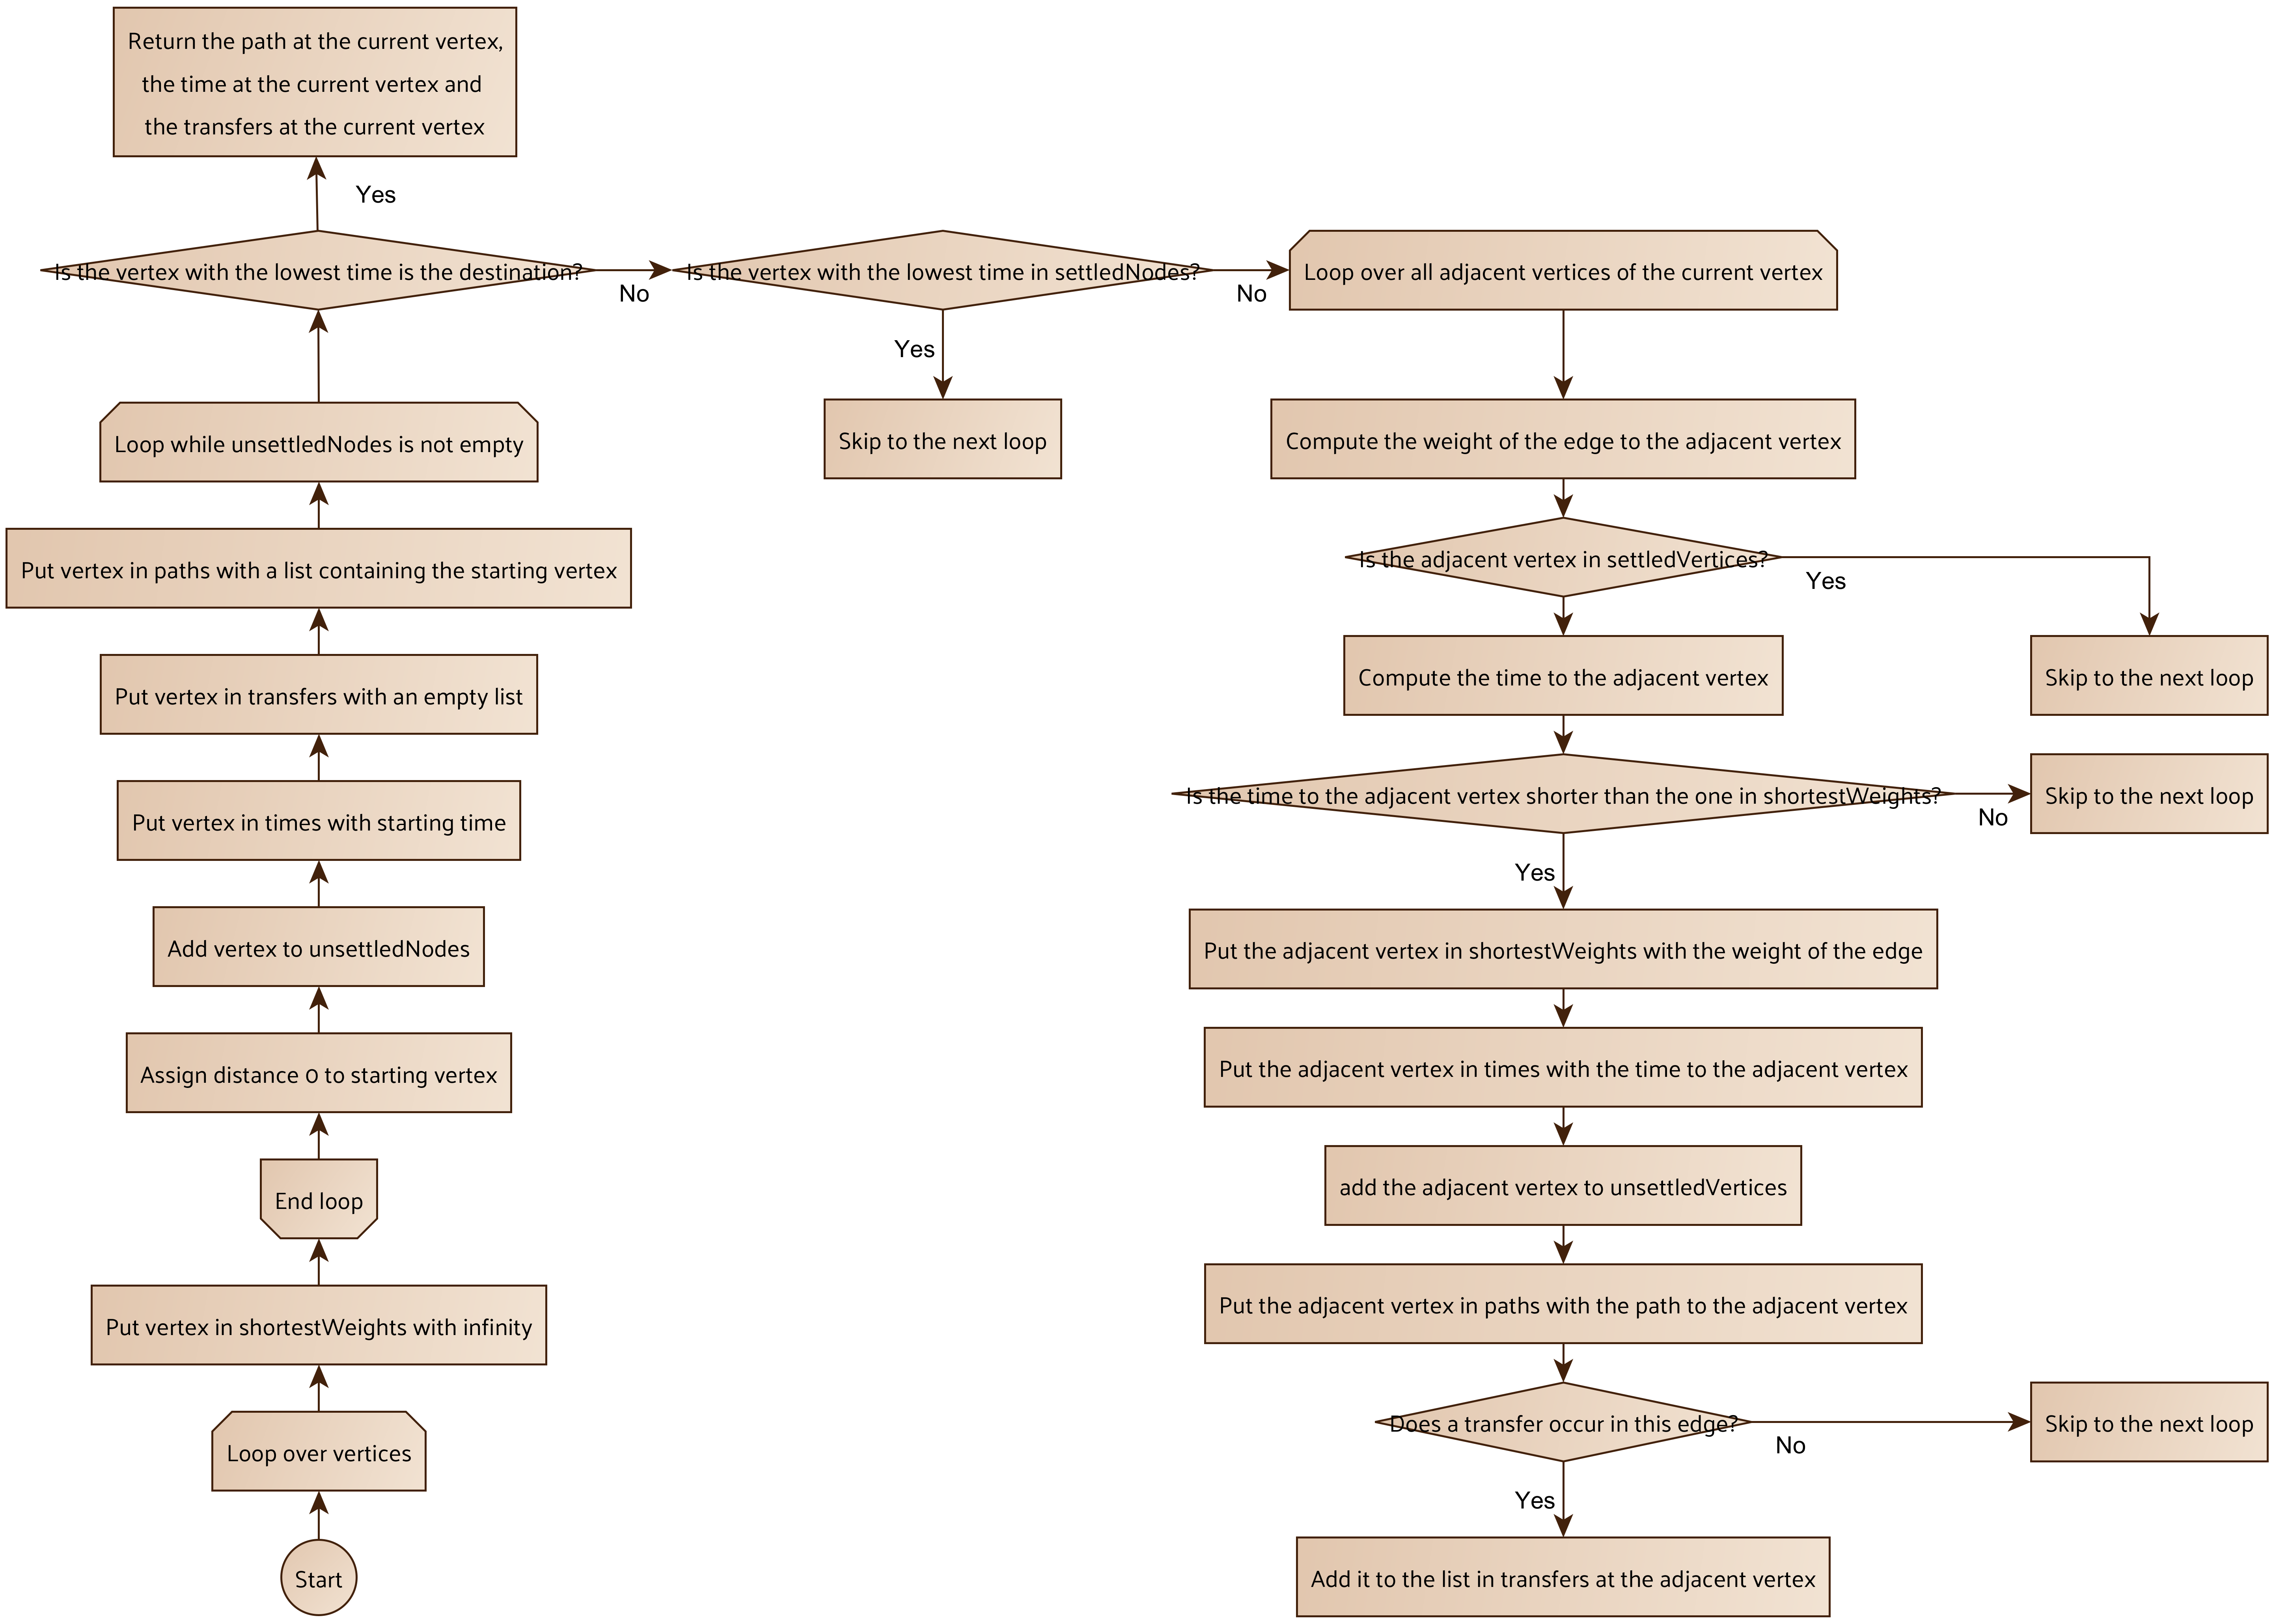 Return the path at the current vertex,
the time at the current vertex and
the transfers at the current vertex
Yes
Is the vertex with the lowest time is the destination?
No
Is the vertex with the lowest time in settledNodes?
No
Loop over all adjacent vertices of the current vertex
Yes
Loop while unsettledNodes is not empty
Skip to the next loop
Compute the weight of the edge to the adjacent vertex
Put vertex in paths with a list containing the starting vertex
Is the adjacent vertex in settledVertices?
Yes
Put vertex in transfers with an empty list
Compute the time to the adjacent vertex
Skip to the next loop
Put vertex in times with starting time
Is the time to the adjacent vertex shorter than the one in shortestWeights?
No
Skip to the next loop
Yes
Add vertex to unsettledNodes
Put the adjacent vertex in shortestWeights with the weight of the edge
Assign distance 0 to starting vertex
Put the adjacent vertex in times with the time to the adjacent vertex
End loop
add the adjacent vertex to unsettledVertices
Put vertex in shortestWeights with infinity
Put the adjacent vertex in paths with the path to the adjacent vertex
Loop over vertices
Does a transfer occur in this edge?
No
Skip to the next loop
Yes
Start
Add it to the list in transfers at the adjacent vertex